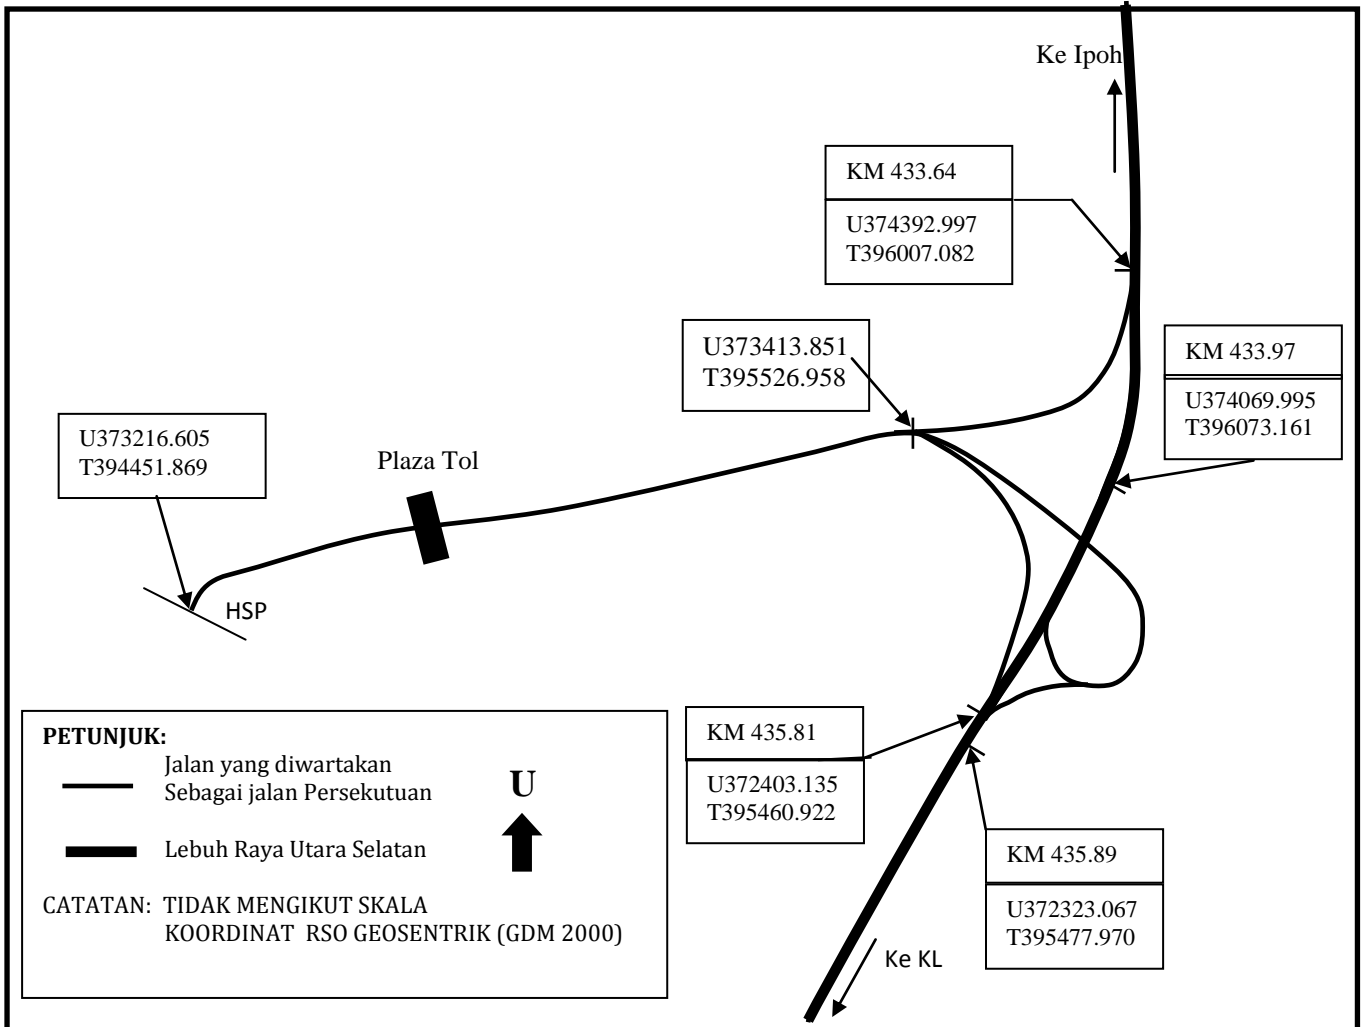 Ke Ipoh
KM 433.64
U374392.997
T396007.082
U373413.851
T395526.958
KM 433.97
U374069.995
T396073.161
U373216.605
T394451.869
Plaza Tol
HSP
PETUNJUK:
Jalan yang diwartakan
Sebagai jalan Persekutuan
U
Lebuh Raya Utara Selatan
CATATAN: TIDAK MENGIKUT SKALA
KOORDINAT RSO GEOSENTRIK (GDM 2000)
KM 435.81
U372403.135
T395460.922
KM 435.89
U372323.067
T395477.970
Ke KL